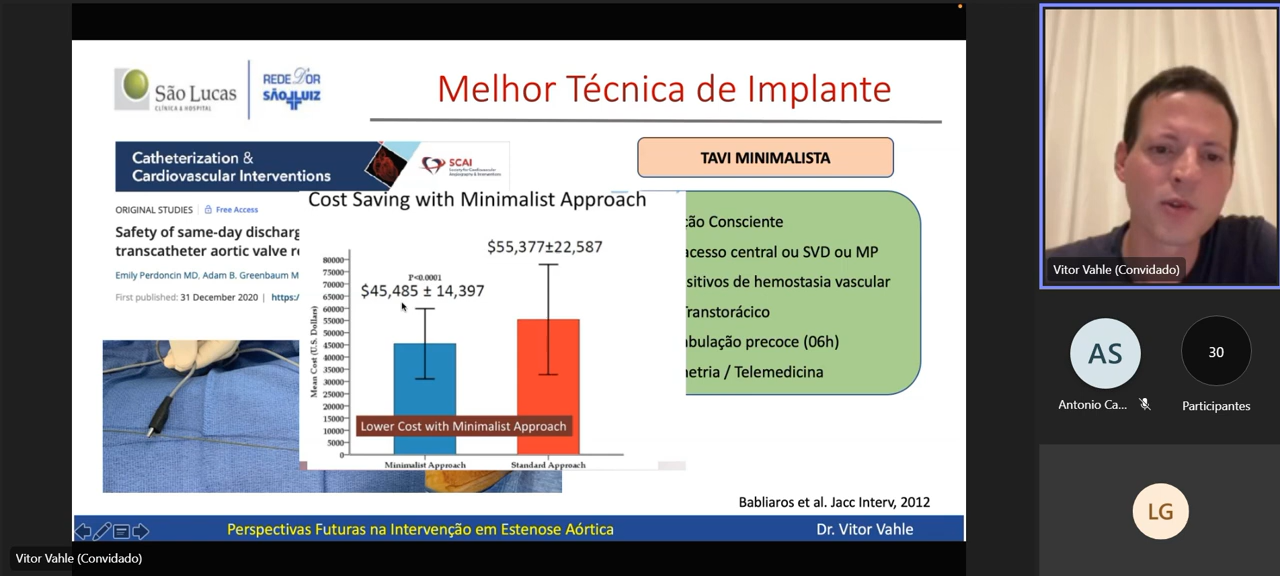 São Lucas
CLÍNICA & HOSPITAL
REDE D'OR
SÃO LUIZ
Melhor Técnica de Implante
Catheterization &
Cardiovascular Interventions
SCAI
TAVI MINIMALISTA
ORIGINAL STUDIES
Free Access
Safety of same-day discharg
transcatheter aortic valve re
Emily Perdoncin MD, Adam B. Greenbaum M
First published: 31 December 2020 | https:/
Cost Saving with Minimalist Approach
$55,377±22,587
P<0.0001
$45,485 ± 14,397
Mean Cost (U.S. Dollars)
80000
75000
70000
65000
60000
55000
50000
45000
40000
35000
30000
25000
20000
15000
10000
5000
0
Lower Cost with Minimalist Approach
Minimalist Approach
Standard Approach
ção Consciente
acesso central ou SVD ou MP
sitivos de hemostasia vascular
Transtorácico
bulação precoce (06h)
etria / Telemedicina
Babliaros et al. Jacc Interv, 2012
Perspectivas Futuras na Intervenção em Estenose Aórtica
Dr. Vitor Vahle
Vitor Vahle (Convidado)
Vitor Vahle (Convidado)
AS
30
Antonio Ca...
Participantes
LG